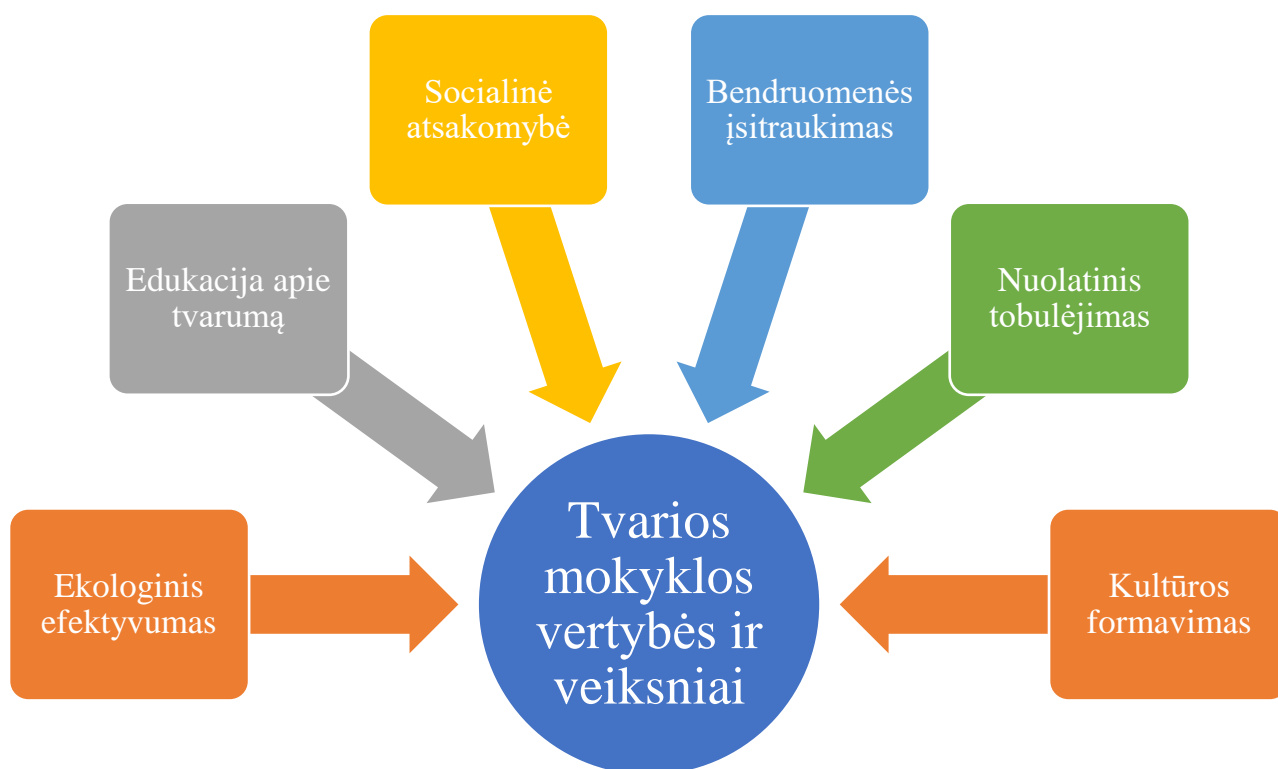 Socialinė
atsakomybė
Bendruomenės
įsitraukimas
Edukacija apie
tvarumą
Nuolatinis
tobulėjimas
Ekologinis
efektyvumas
Tvarios
mokyklos
vertybės ir
veiksniai
Kultūros
formavimas